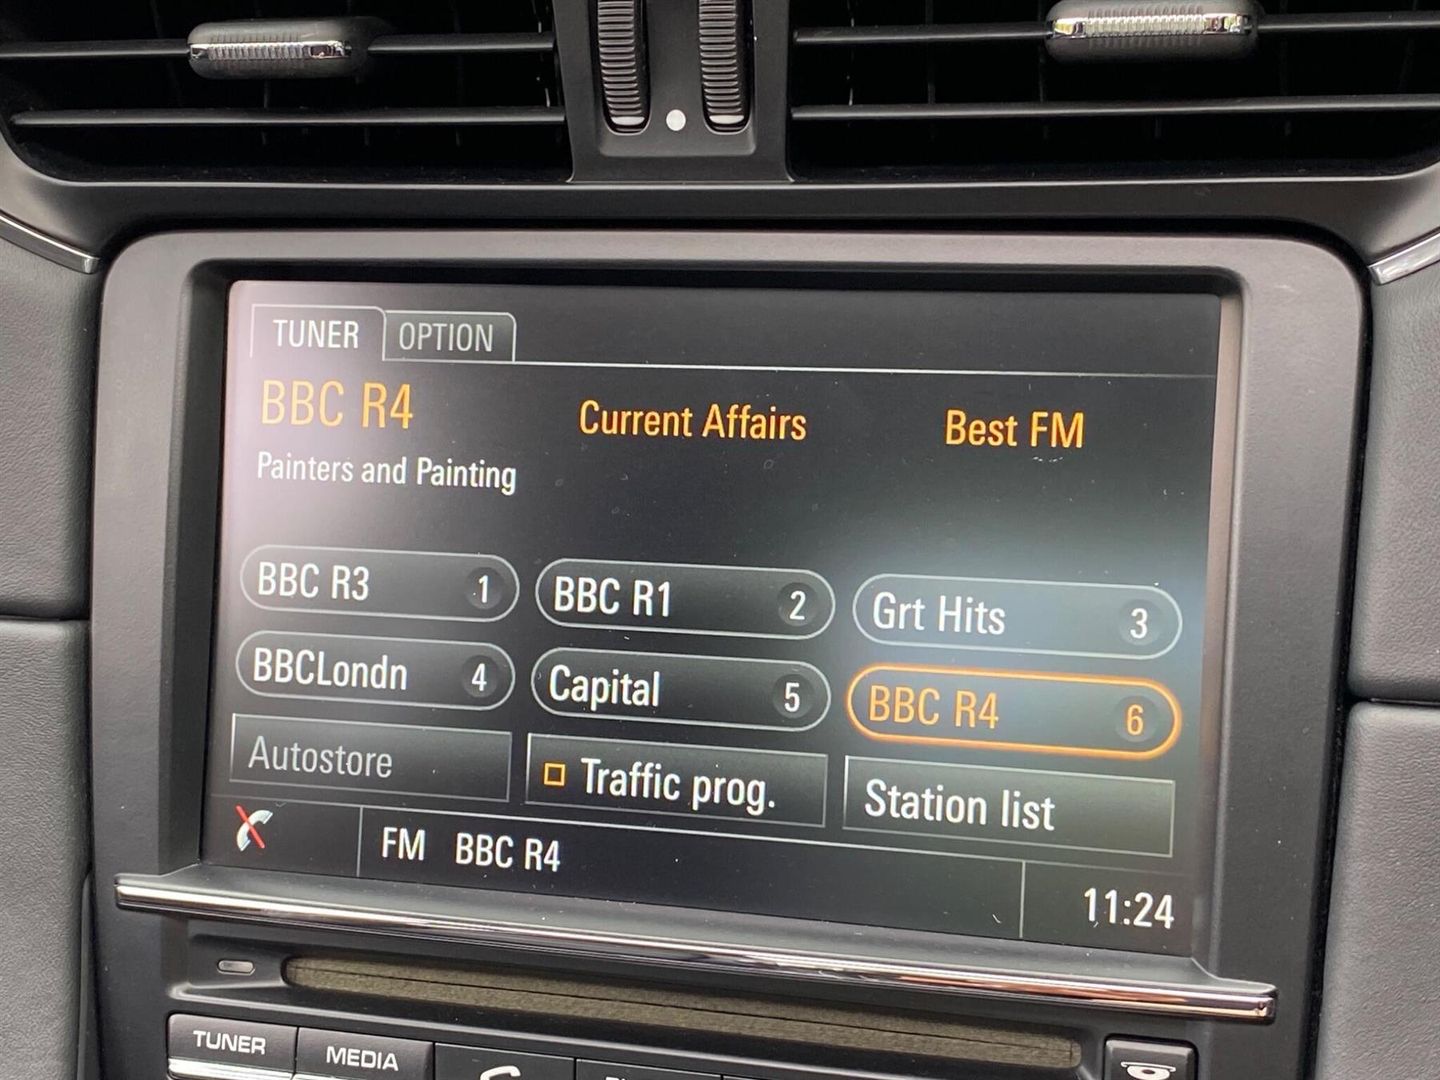 TUNER OPTION
BBC R4 Current Affairs Best FM
Painters and Painting
BBC R3 1 BBC R1 2 Grt Hits 3
BBCLondn 4 Capital 5 BBC R4 6
Autostore Traffic prog. Station list
FM BBC R4 11:24
TUNER MEDIA